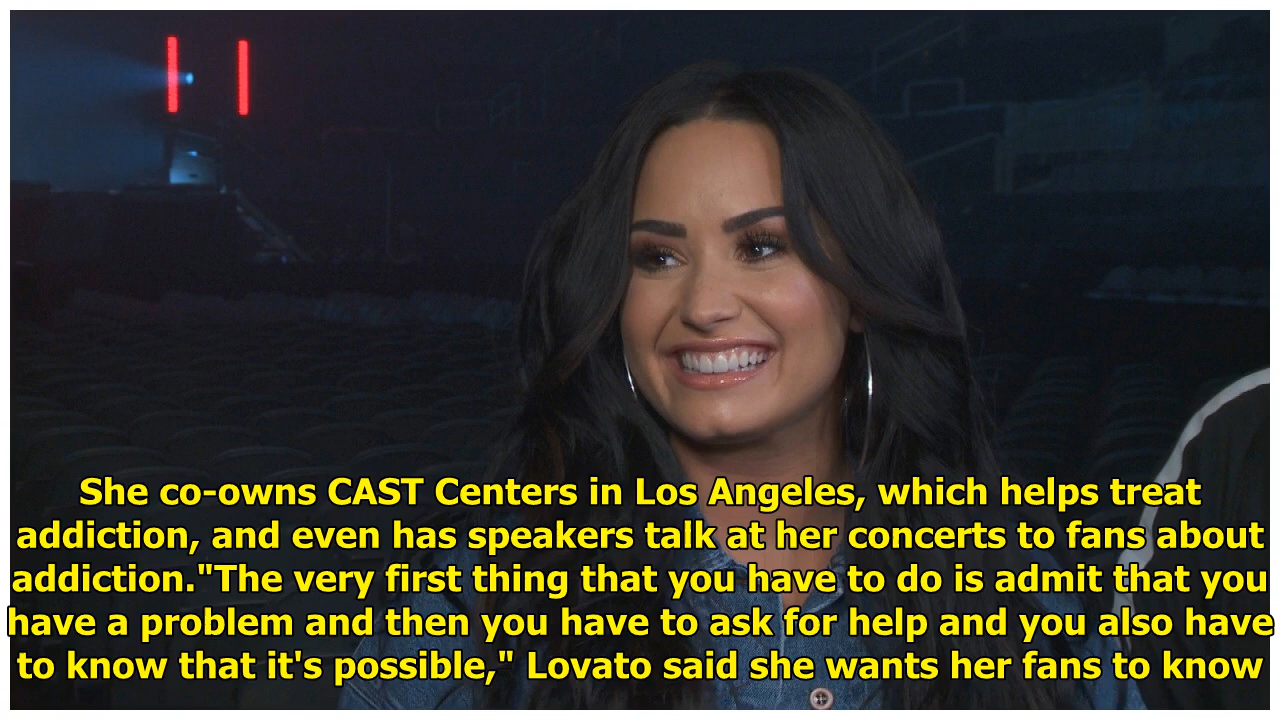 She co-owns CAST Centers in Los Angeles, which helps treat
addiction, and even has speakers talk at her concerts to fans about
addiction."The very first thing that you have to do is admit that you
have a problem and then you have to ask for help and you also have
to know that it's possible," Lovato said she wants her fans to know